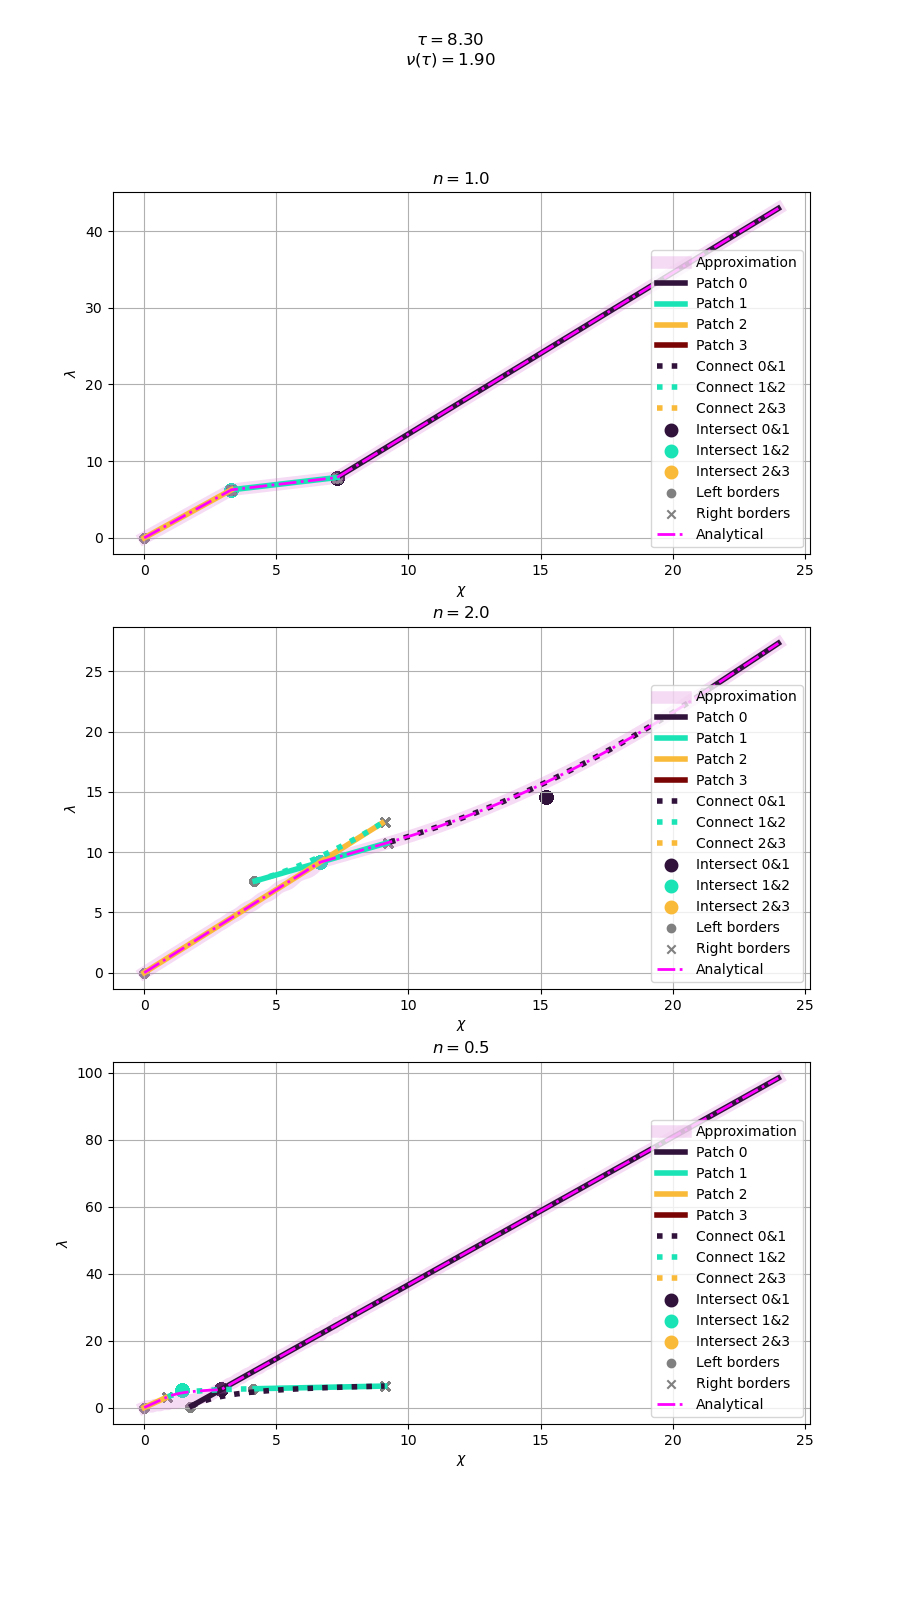 τ = 8.30
ν(τ) = 1.90
n = 1.0
40
30
20
10
0
λ
0 5 10 15 20 25
χ
Approximation
Patch 0
Patch 1
Patch 2
Patch 3
Connect 0&1
Connect 1&2
Connect 2&3
Intersect 0&1
Intersect 1&2
Intersect 2&3
Left borders
Right borders
Analytical
n = 2.0
25
20
15
10
5
0
λ
0 5 10 15 20 25
χ
Approximation
Patch 0
Patch 1
Patch 2
Patch 3
Connect 0&1
Connect 1&2
Connect 2&3
Intersect 0&1
Intersect 1&2
Intersect 2&3
Left borders
Right borders
Analytical
n = 0.5
100
80
60
40
20
0
λ
0 5 10 15 20 25
χ
Approximation
Patch 0
Patch 1
Patch 2
Patch 3
Connect 0&1
Connect 1&2
Connect 2&3
Intersect 0&1
Intersect 1&2
Intersect 2&3
Left borders
Right borders
Analytical